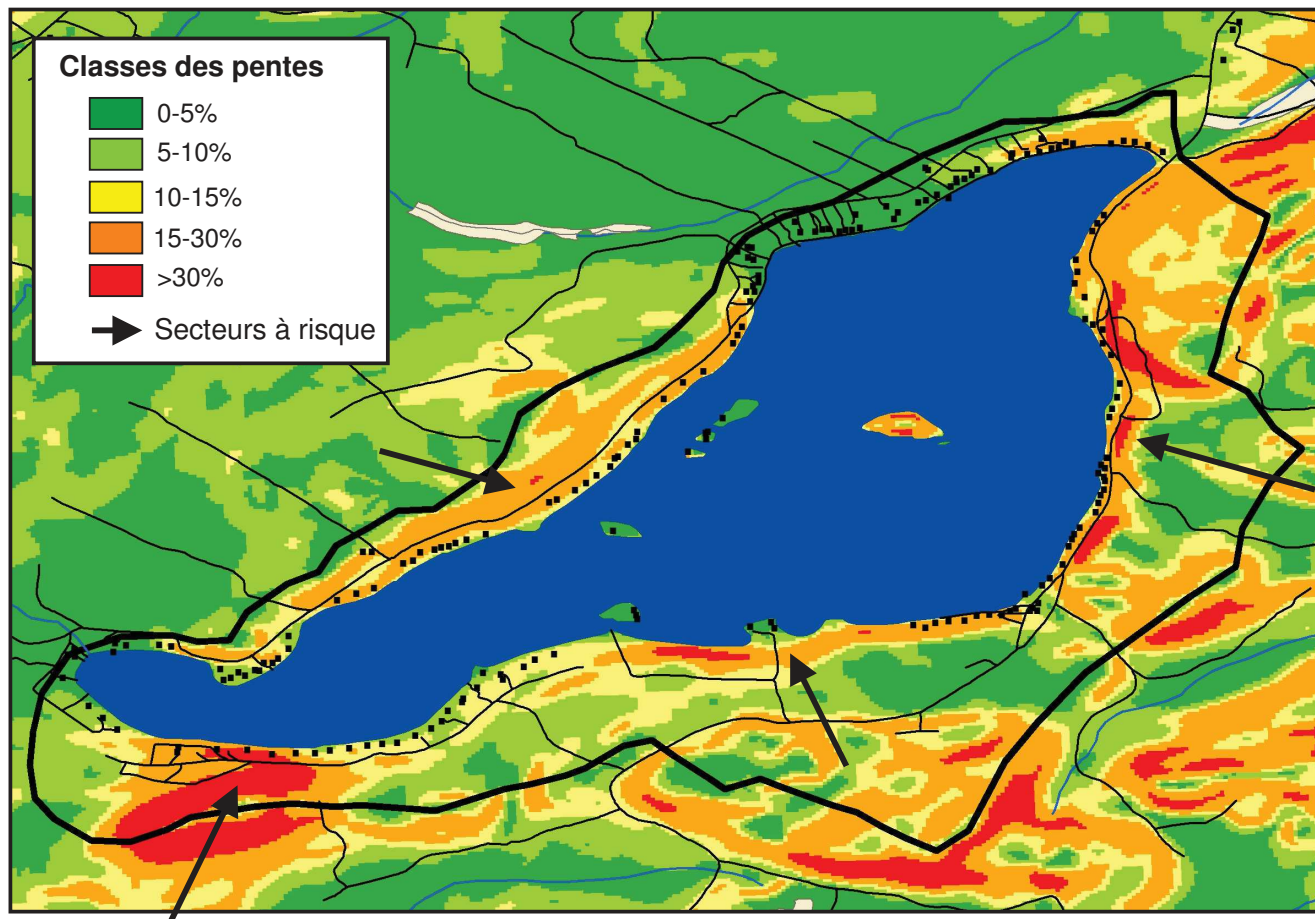 Classes des pentes
0-5%
5-10%
10-15%
15-30%
>30%
Secteurs à risque